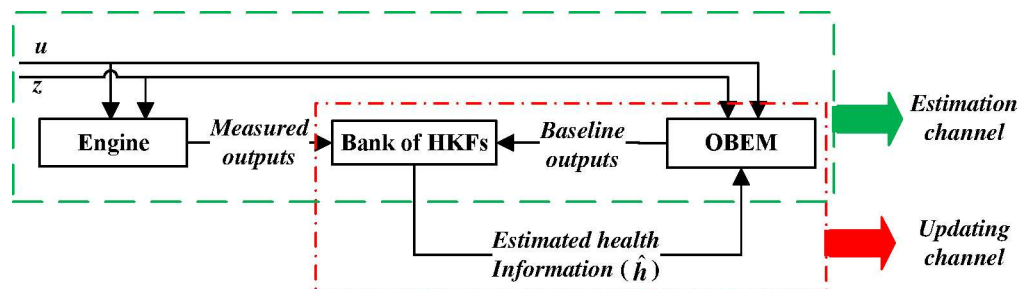 u
z
Engine
Measured
outputs
Bank of HKFs
Baseline
outputs
OBEM
Estimation
channel
Estimated health
Information (ĥ)
Updating
channel